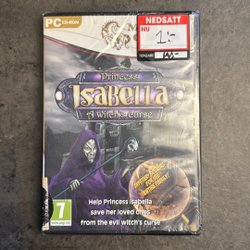 PC CD-ROM
NEDSATT
NU
1:-
Princess
Isabella
A witch's curse
Help Princess Isabella
save her loved ones
from the evil witch's curse
7